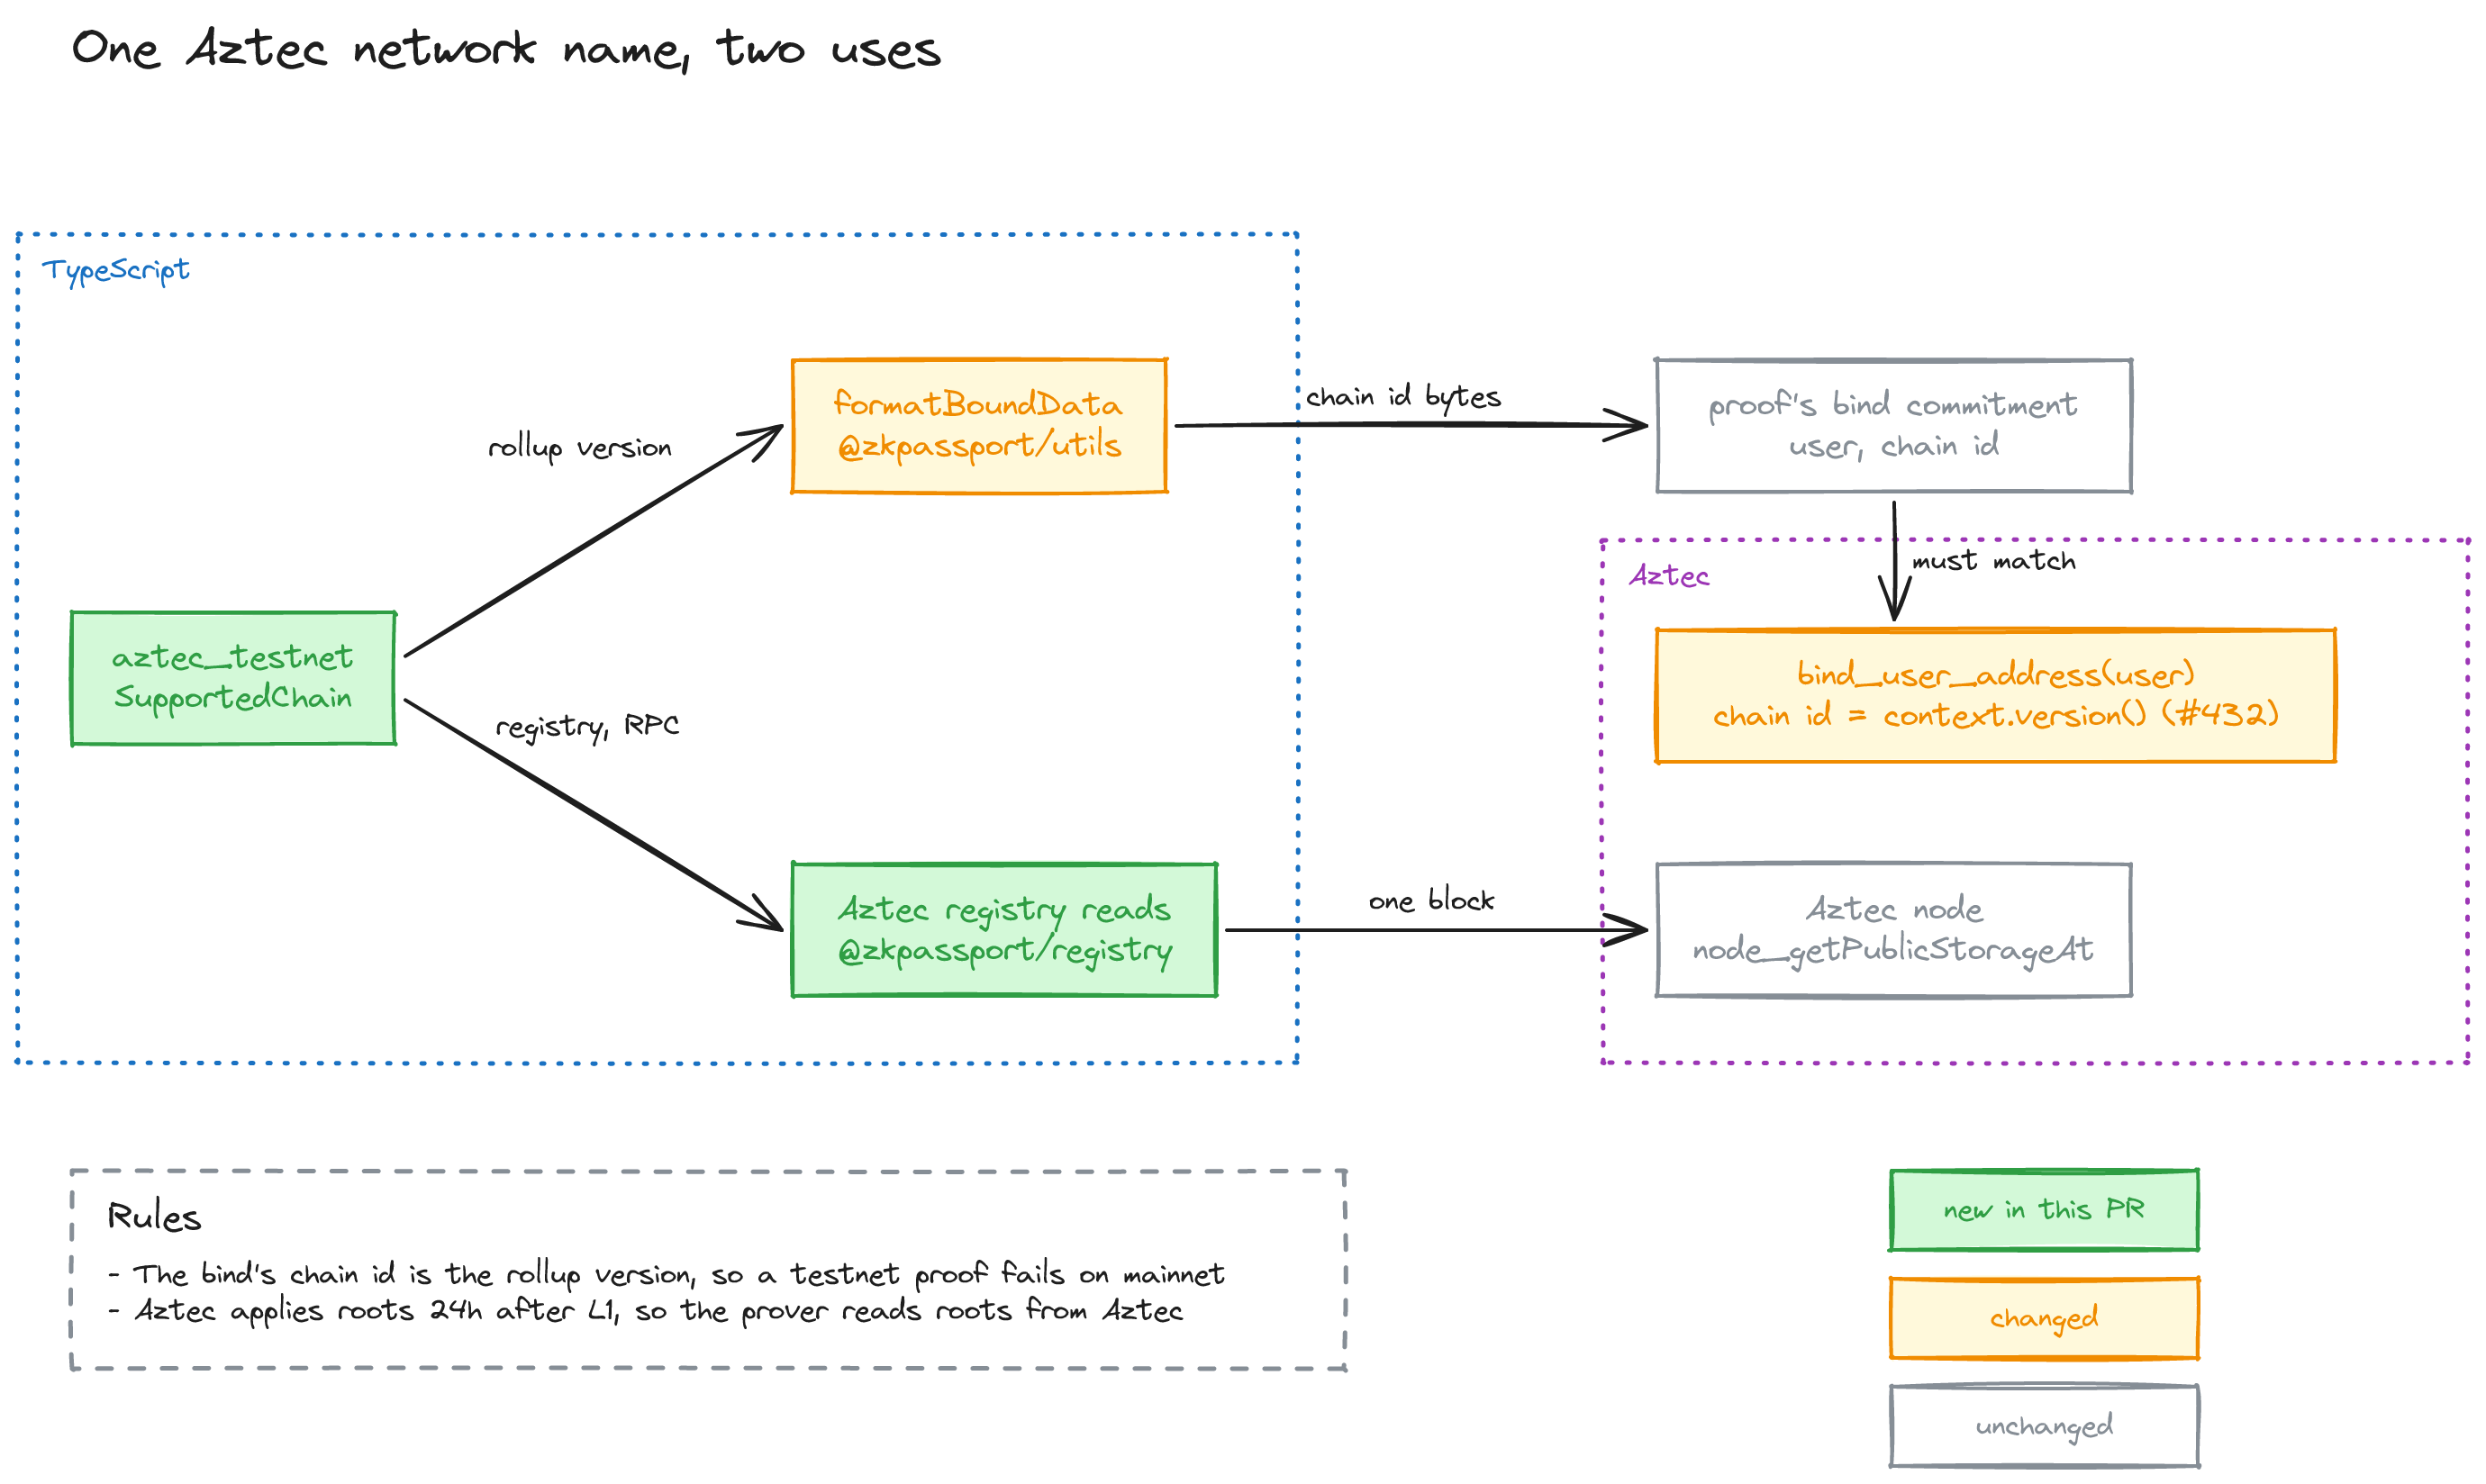 One Aztec network name, two uses
TypeScript
formatBoundData
@zkpassport/utils
chain id bytes
proof's bind commitment
user, chain id
rollup version
must match
Aztec
aztec_testnet
SupportedChain
bind_user_address(user)
chain id = context.version() (#432)
registry, RPC
Aztec registry reads
@zkpassport/registry
one block
Aztec node
node_getPublicStorageAt
Rules
- The bind's chain id is the rollup version, so a testnet proof fails on mainnet
- Aztec applies roots 24h after L1, so the prover reads roots from Aztec
new in this PR
changed
unchanged